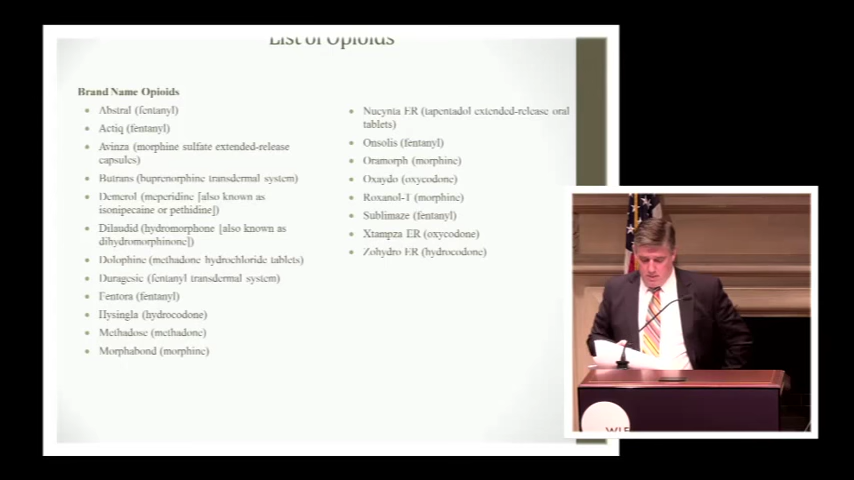 List of Opioids
Brand Name Opioids
Abstral (fentanyl)
Actiq (fentanyl)
Avinza (morphine sulfate extended-release
capsules)
Butrans (buprenorphine transdermal system)
Demerol (meperidine [also known as
isonipecaine or pethidine])
Dilaudid (hydromorphone [also known as
dihydromorphinone])
Dolophine (methadone hydrochloride tablets)
Duragesic (fentanyl transdermal system)
Fentora (fentanyl)
Hysingla (hydrocodone)
Methadose (methadone)
Morphabond (morphine)
Nucynta ER (tapentadol extended-release oral
tablets)
Onsolis (fentanyl)
Oramorph (morphine)
Oxaydo (oxycodone)
Roxanol-T (morphine)
Sublimaze (fentanyl)
Xtampza ER (oxycodone)
Zohydro ER (hydrocodone)